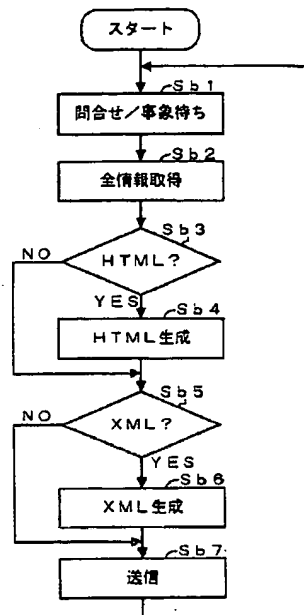 スタート
Sb1
問合せ／事象待ち
Sb2
全情報取得
Sb3
HTML?
NO
YES
Sb4
HTML生成
Sb5
XML?
NO
YES
Sb6
XML生成
Sb7
送信